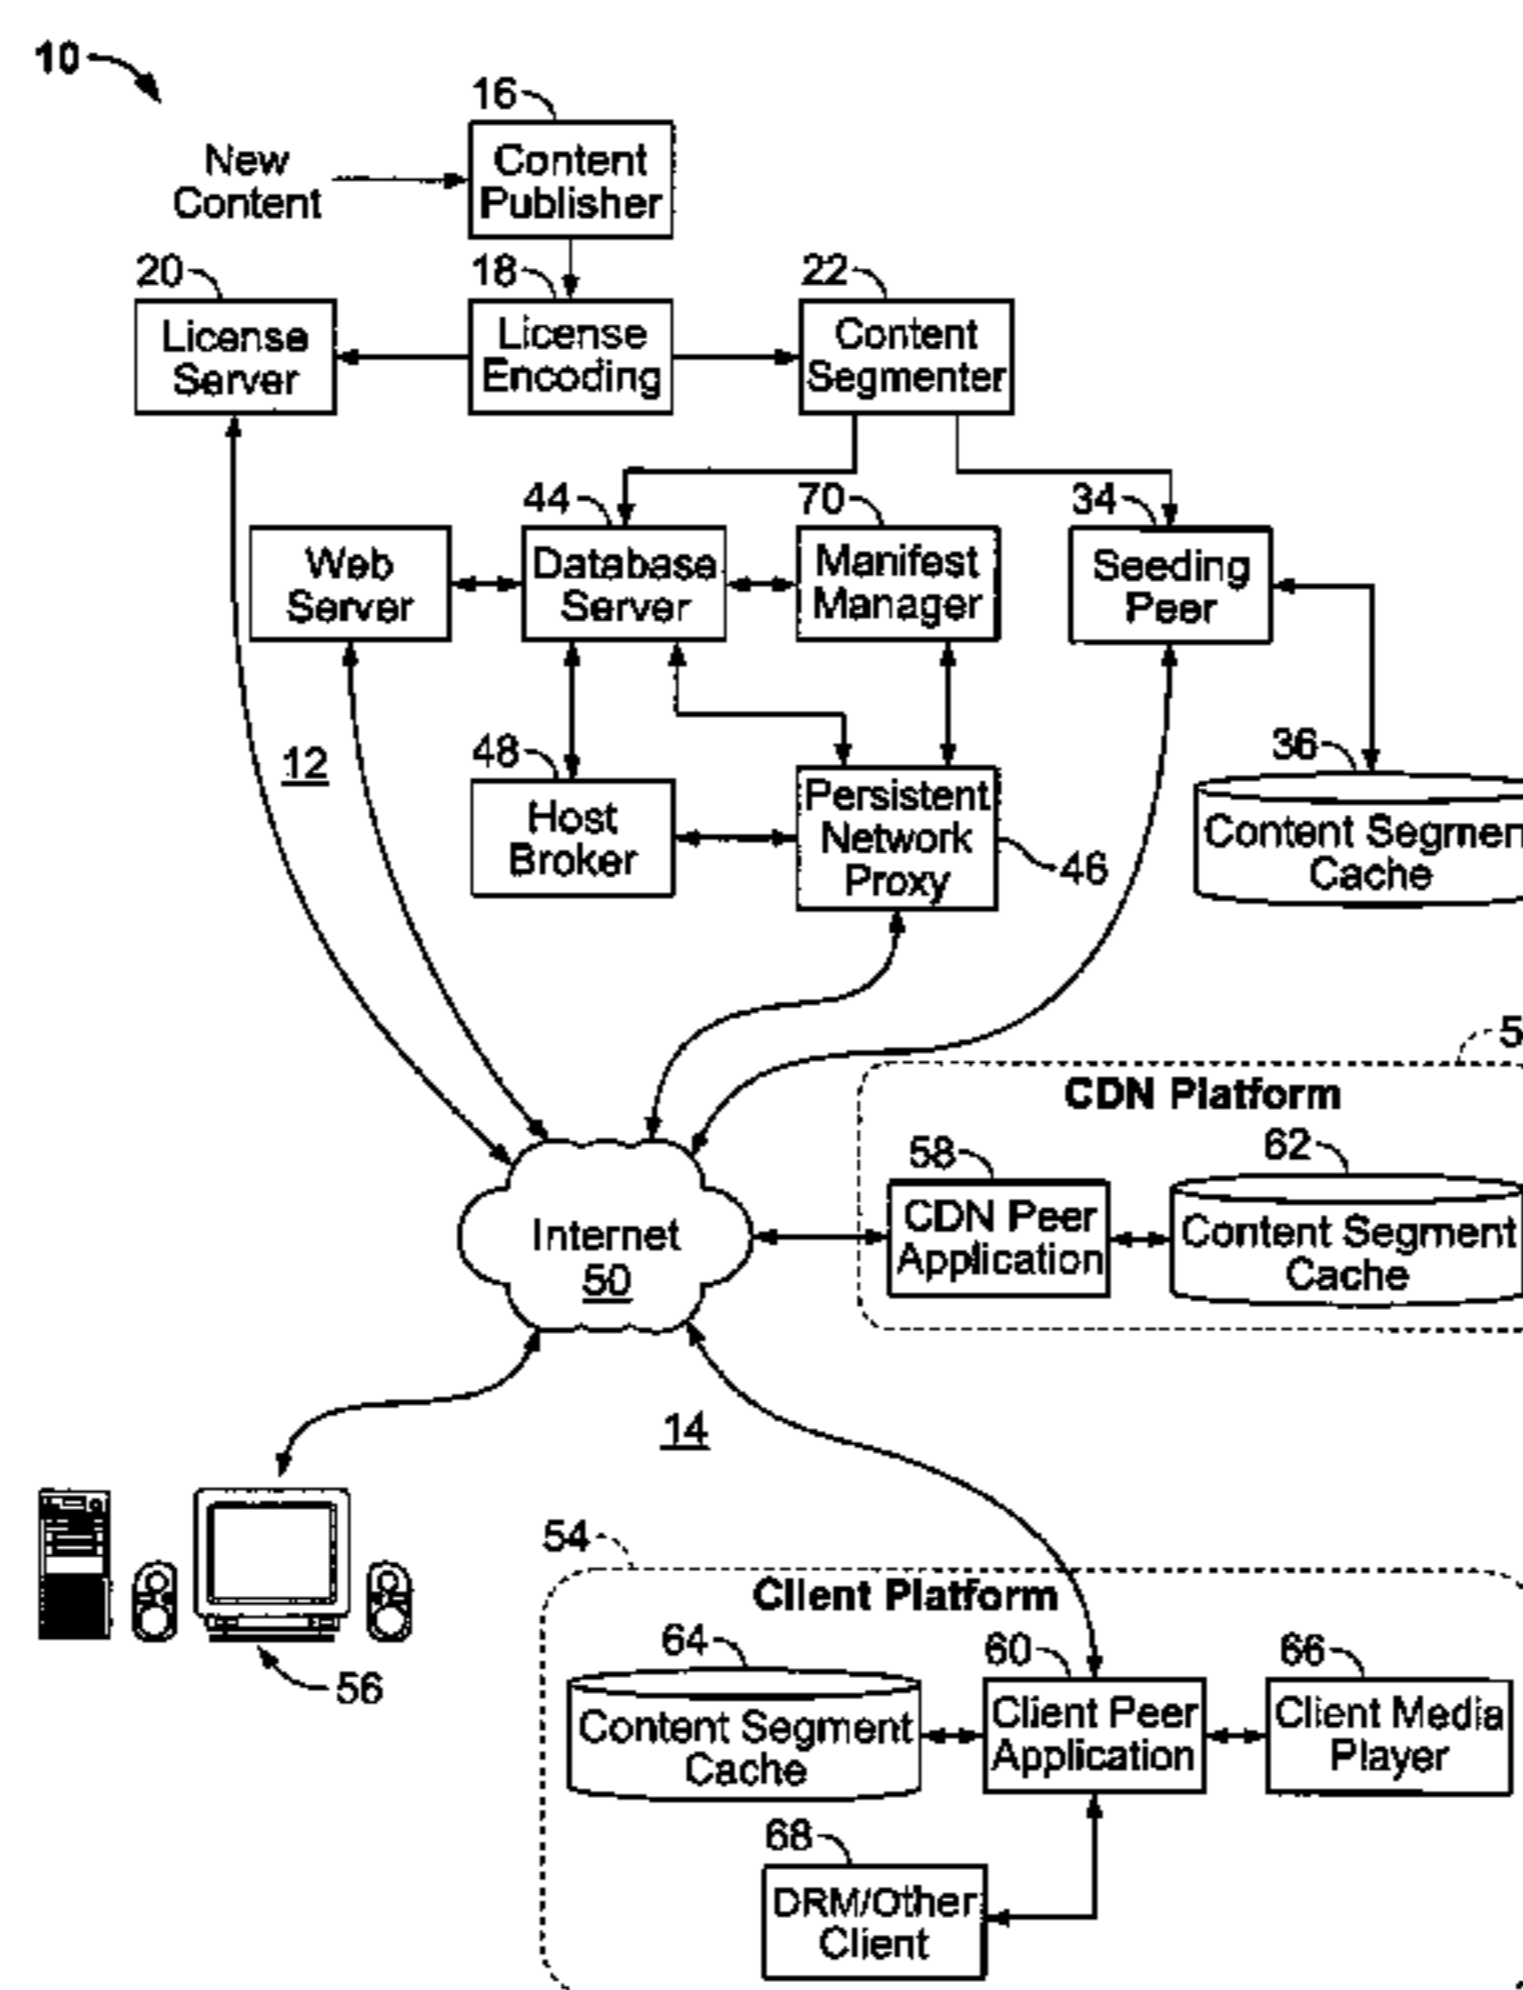 10
16
New
Content
Content
Publisher
20
18
22
License
Server
License
Encoding
Content
Segmenter
44
70
34
Web
Server
Database
Server
Manifest
Manager
Seeding
Peer
12
48
36
Host
Broker
Persistent
Network
Proxy
46
Content Segmen
Cache
5
CDN Platform
58
62
CDN Peer
Application
Content Segment
Cache
Internet
50
14
54
Client Platform
56
64
60
66
Content Segment
Cache
Client Peer
Application
Client Media
Player
68
DRM/Other
Client